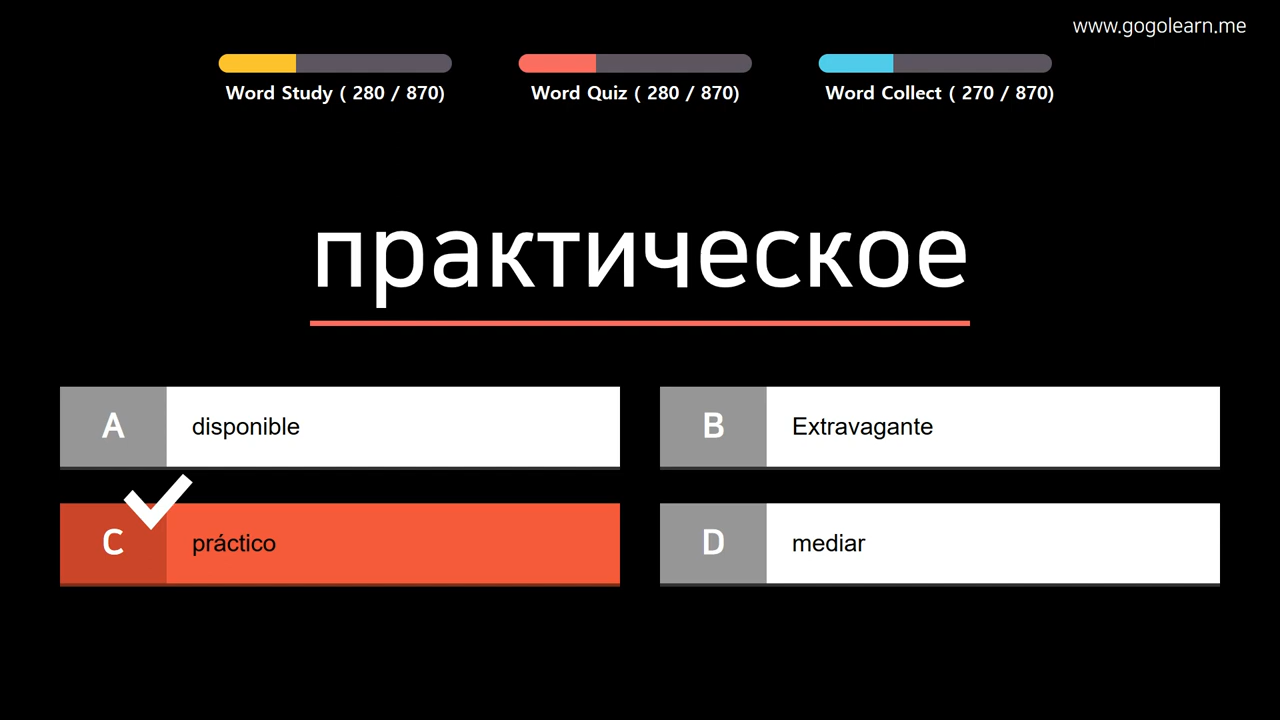 www.gogolearn.me
Word Study ( 280 / 870)
Word Quiz ( 280 / 870)
Word Collect ( 270 / 870)
практическое
A
disponible
B
Extravagante
C
práctico
D
mediar